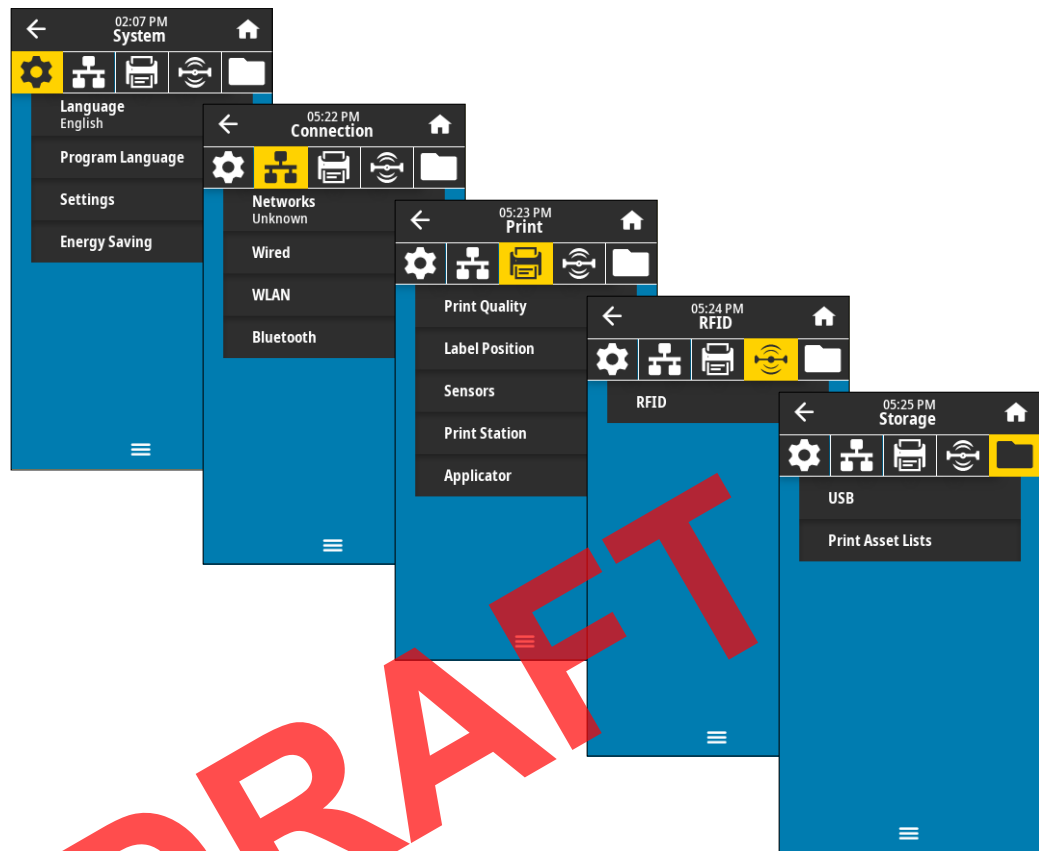 02:07 PM
System
Language
English
Program Language
Settings
Energy Saving
05:22 PM
Connection
Networks
Unknown
Wired
WLAN
Bluetooth
05:23 PM
Print
Print Quality
Label Position
Sensors
Print Station
Applicator
05:24 PM
RFID
RFID
05:25 PM
Storage
USB
Print Asset Lists
DRAFT